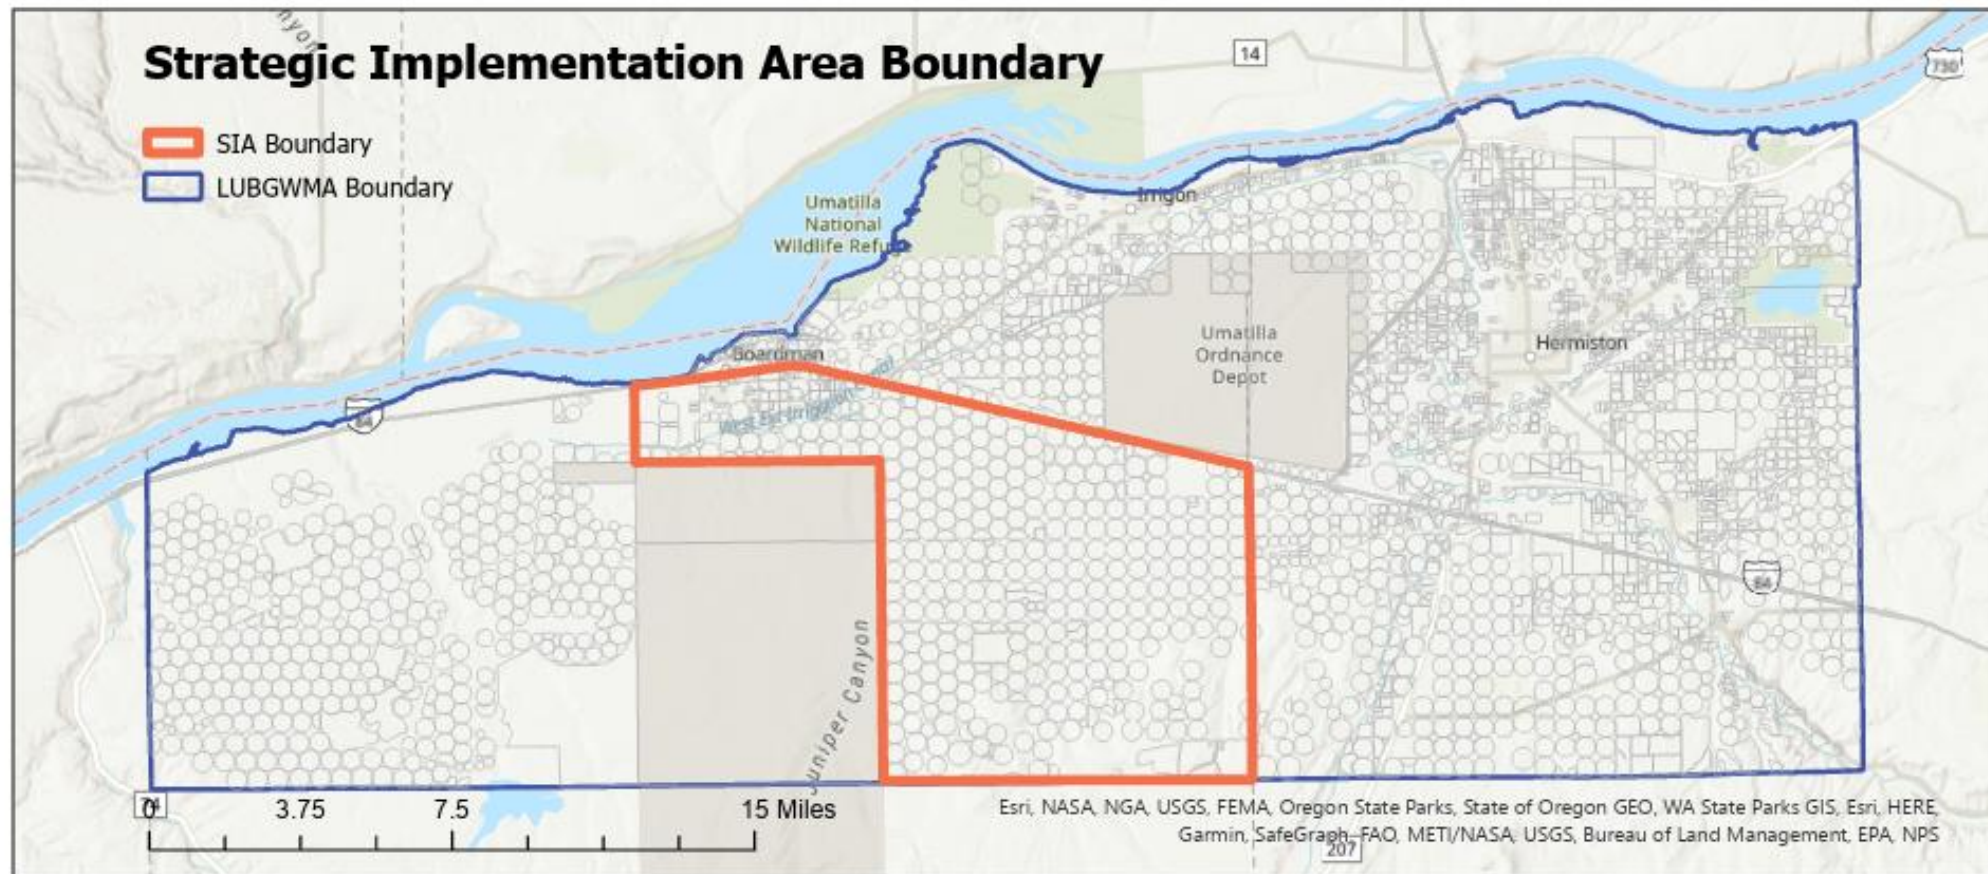 Strategic Implementation Area Boundary
SIA Boundary
LUBGWMA Boundary
14
730
Umatilla
National
Wildlife Refu
Irrigon
Boardman
84
Umatilla
Ordnance
Depot
Hermiston
84
Juniper Canyon
0
3.75
7.5
15 Miles
Esri, NASA, NGA, USGS, FEMA, Oregon State Parks, State of Oregon GEO, WA State Parks GIS, Esri, HERE,
Garmin, SafeGraph, FAO, METI/NASA, USGS, Bureau of Land Management, EPA, NPS
207